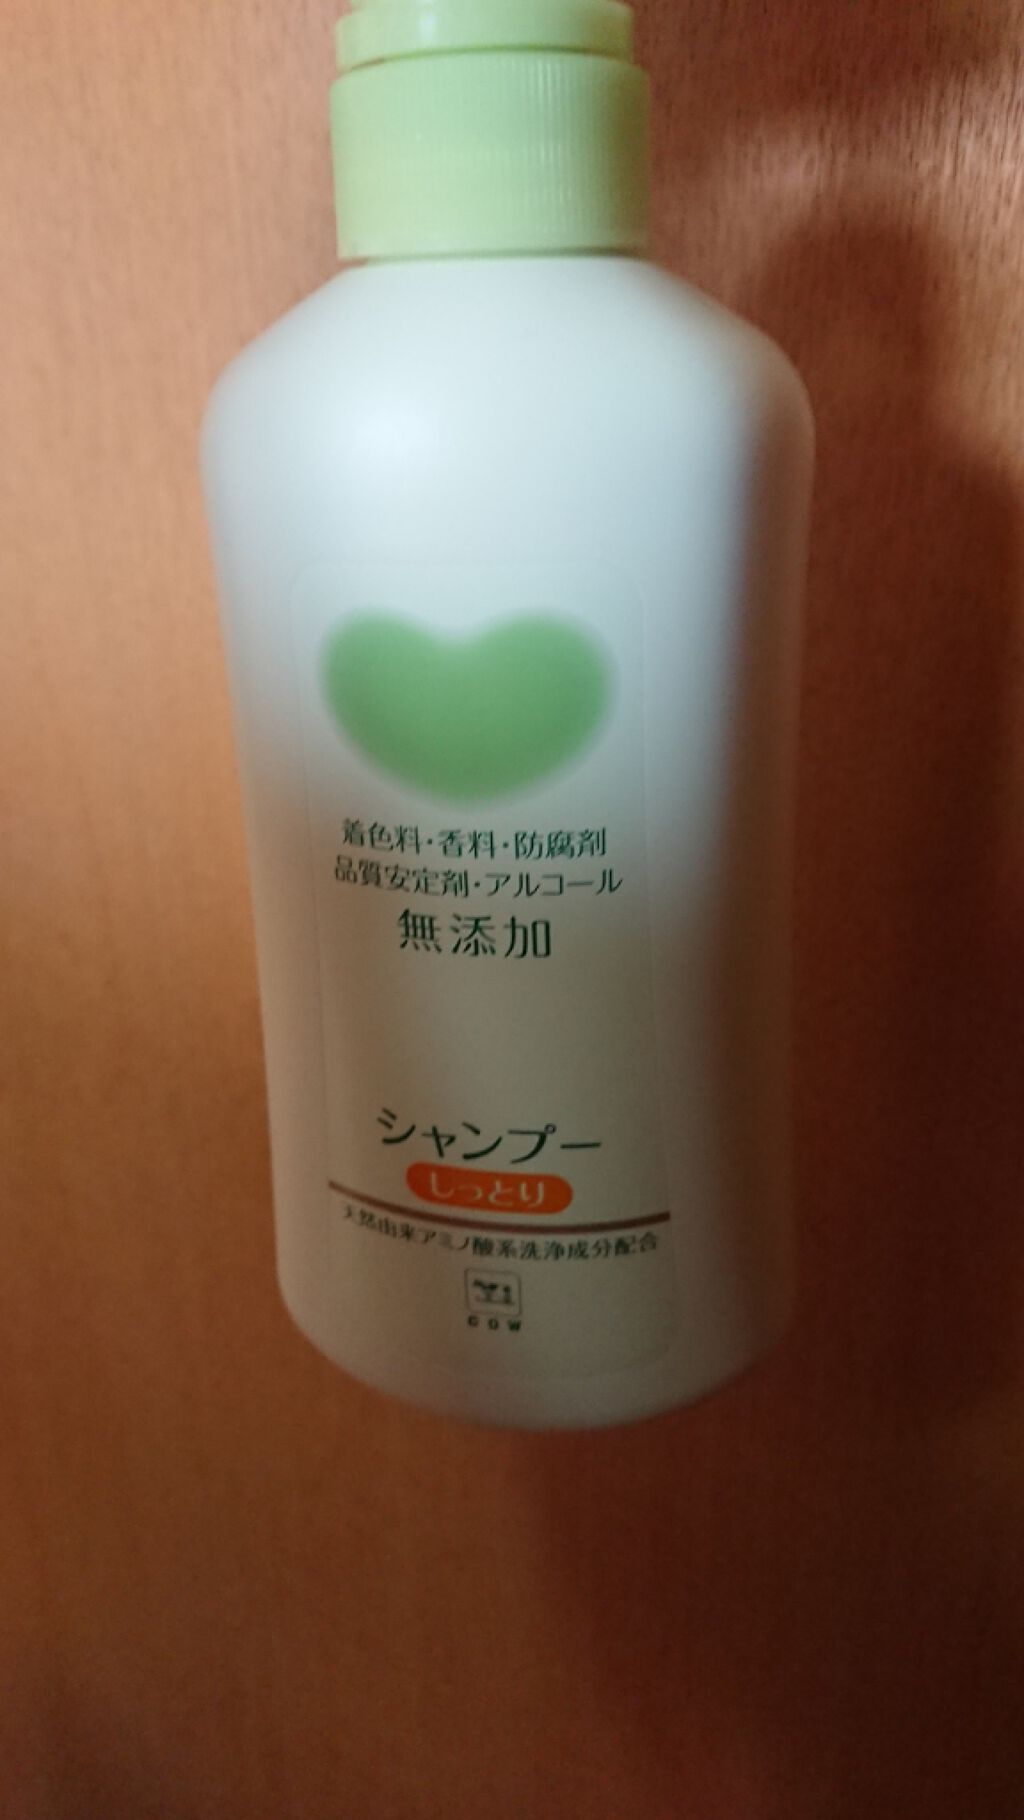 着色料・香料・防腐剤
品質安定剤・アルコール
無添加
シャンプー
しっとり
天然由来アミノ酸系洗浄成分配合
COW